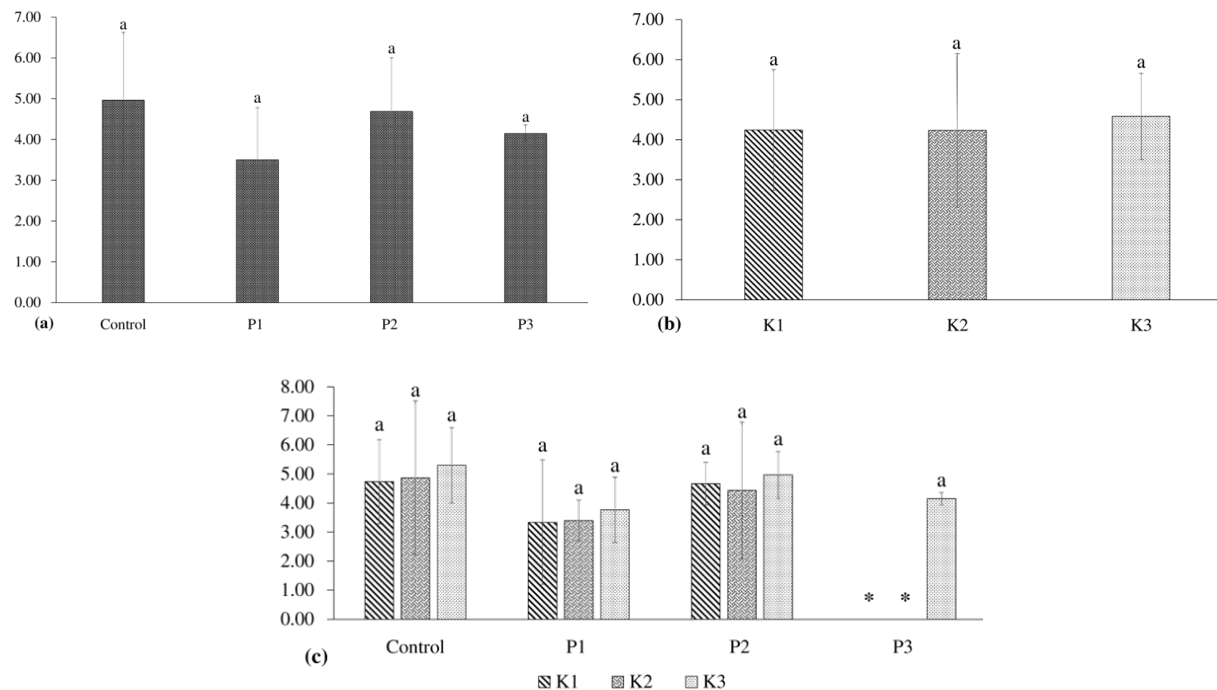 7.00
6.00
5.00
4.00
3.00
2.00
1.00
0.00
a
a
a
a
Control
P1
P2
P3
(a)
7.00
6.00
5.00
4.00
3.00
2.00
1.00
0.00
a
a
a
K1
K2
K3
(b)
8.00
7.00
6.00
5.00
4.00
3.00
2.00
1.00
0.00
a
a
a
a
a
a
a
a
a
*
*
a
Control
P1
P2
P3
(c)
K1
K2
K3